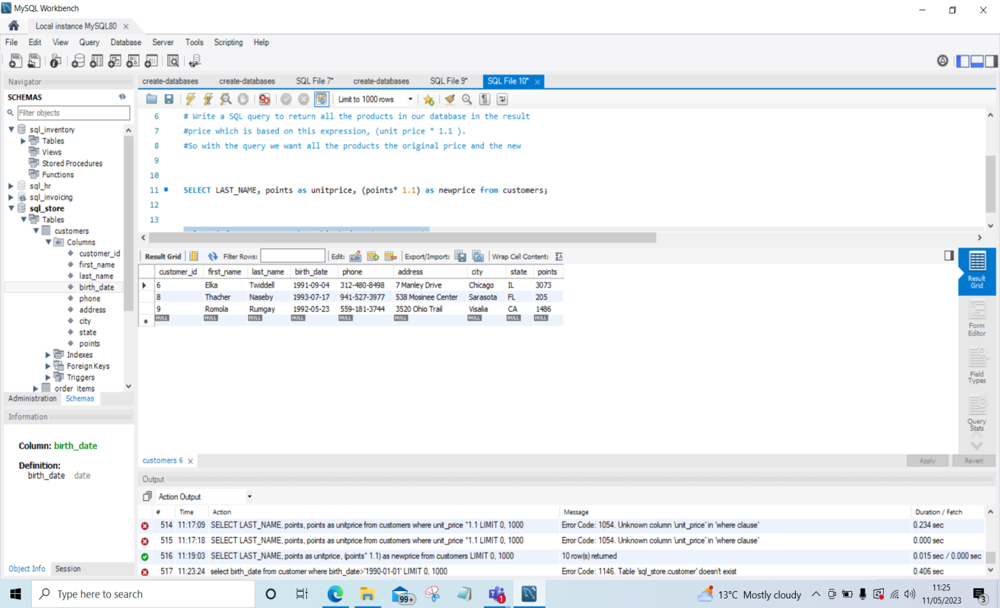 MySQL Workbench
Local instance MySQL80
File Edit View Query Database Server Tools Scripting Help
Navigator
SCHEMAS
Filter objects
sql_inventory
Tables
Views
Stored Procedures
Functions
sql_hr
sql_invoicing
sql_store
Tables
customers
Columns
customer_id
first_name
last_name
birth_date
phone
address
city
state
points
Indexes
Foreign Keys
Triggers
order_items
Administration Schemas
Information
Column: birth_date
Definition:
birth_date date
Object Info Session
create-databases create-databases SQL File 7* create-databases SQL File 9* SQL File 10*
Limit to 1000 rows
6 # Write a SQL query to return all the products in our database in the result
7 #price which is based on this expression, (unit price * 1.1 ).
8 #So with the query we want all the products the original price and the new
9
10
11 SELECT LAST_NAME, points as unitprice, (points* 1.1) as newprice from customers;
12
13
Result Grid Filter Rows: Edit: Export/Import: Wrap Cell Content:
customer_id first_name last_name birth_date phone address city state points
6 Elka Twiddell 1991-09-04 312-480-8498 7 Manley Drive Chicago IL 3073
8 Thacher Naseby 1993-07-17 941-527-3977 538 Mosinee Center Sarasota FL 205
9 Romola Rumgay 1992-05-23 559-181-3744 3520 Ohio Trail Visalia CA 1486
NULL NULL NULL NULL NULL NULL NULL NULL NULL
Result Grid
Form Editor
Field Types
Query Stats
customers 6
Apply Revert
Output
Action Output
# Time Action Message Duration / Fetch
514 11:17:09 SELECT LAST_NAME, points, points as unitprice from customers where unit_price *1.1 LIMIT 0, 1000 Error Code: 1054. Unknown column 'unit_price' in 'where clause' 0.234 sec
515 11:17:18 SELECT LAST_NAME, points, points as unitprice from customers where unit_price *1.1 LIMIT 0, 1000 Error Code: 1054. Unknown column 'unit_price' in 'where clause' 0.000 sec
516 11:19:03 SELECT LAST_NAME, points as unitprice, (points* 1.1) as newprice from customers LIMIT 0, 1000 10 row(s) returned 0.015 sec / 0.000 sec
517 11:23:24 select birth_date from customer where birth_date>'1990-01-01' LIMIT 0, 1000 Error Code: 1146. Table 'sql_store.customer' doesn't exist 0.406 sec
Type here to search
99+
1
13°C Mostly cloudy
11:25
11/05/2023
3